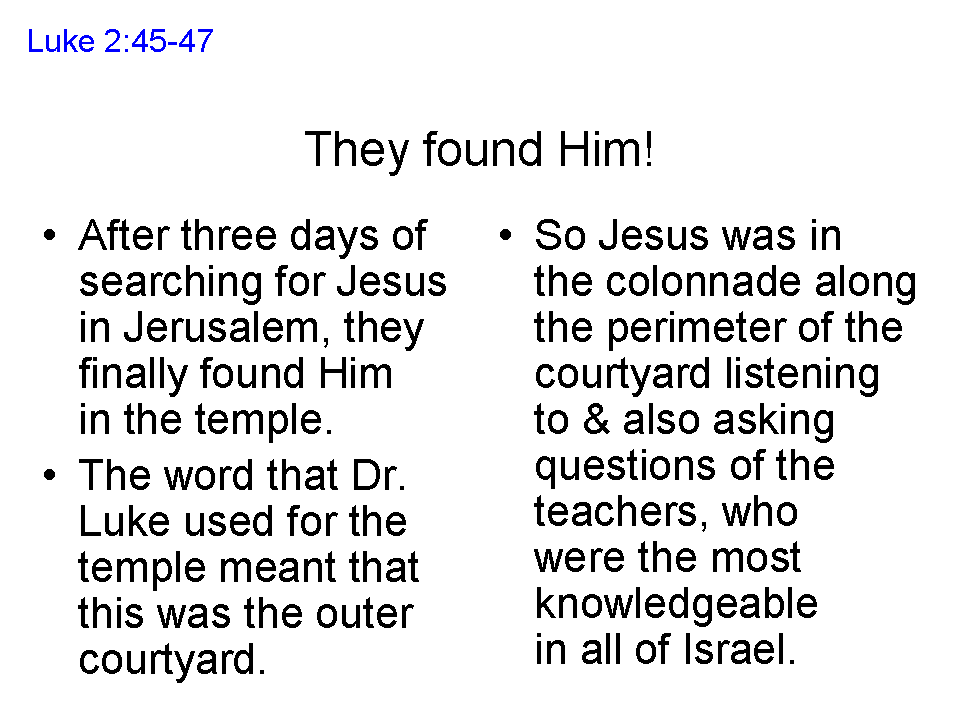 Luke 2:45-47
They found Him!
• After three days of
searching for Jesus
in Jerusalem, they
finally found Him
in the temple.
• The word that Dr.
Luke used for the
temple meant that
this was the outer
courtyard.
• So Jesus was in
the colonnade along
the perimeter of the
courtyard listening
to & also asking
questions of the
teachers, who
were the most
knowledgeable
in all of Israel.